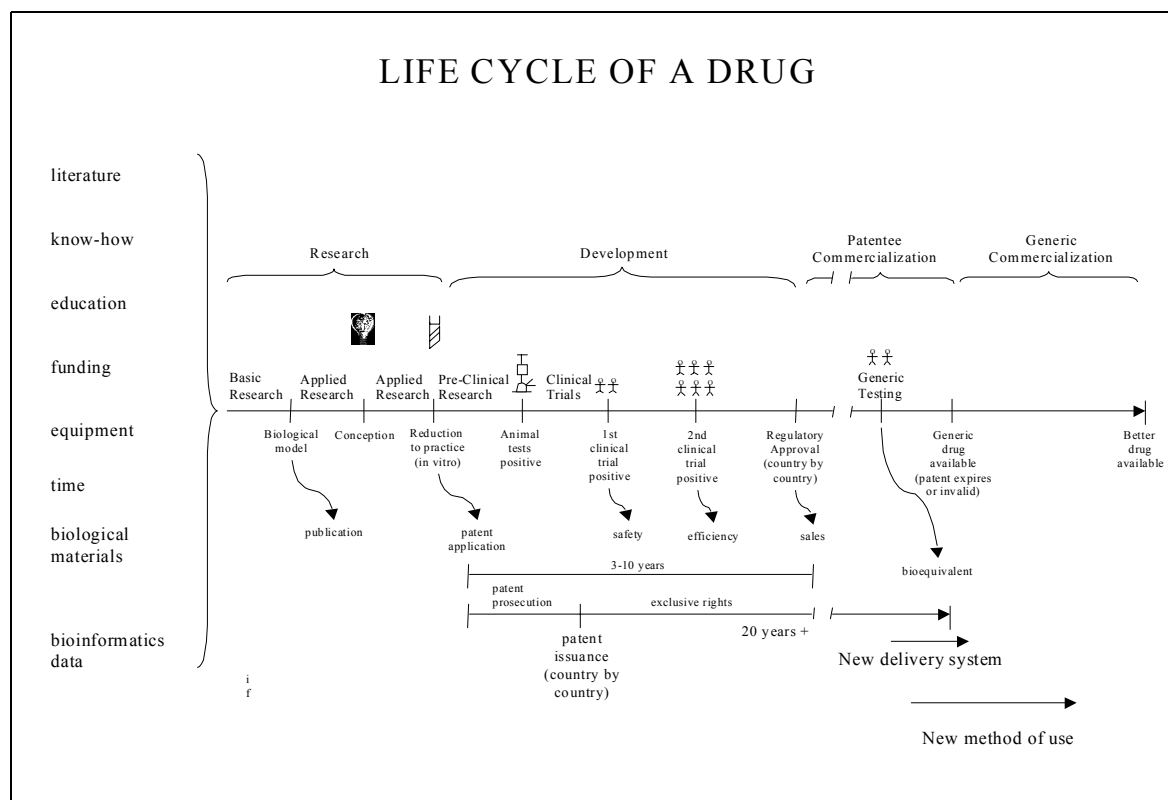 LIFE CYCLE OF A DRUG
literature
know-how
education
funding
equipment
time
biological
materials
bioinformatics
data
i
f
Research
Development
Patentee
Commercialization
Generic
Commercialization
Basic
Research
Applied
Research
Applied
Research
Pre-Clinical
Research
Clinical
Trials
Generic
Testing
Biological
model
Conception
Reduction
to practice
(in vitro)
Animal
tests
positive
1st
clinical
trial
positive
2nd
clinical
trial
positive
Regulatory
Approval
(country by
country)
Generic
drug
available
(patent expires
or invalid)
Better
drug
available
publication
patent
application
safety
efficiency
sales
bioequivalent
3-10 years
patent
prosecution
exclusive rights
20 years +
patent
issuance
(country by
country)
New delivery system
New method of use